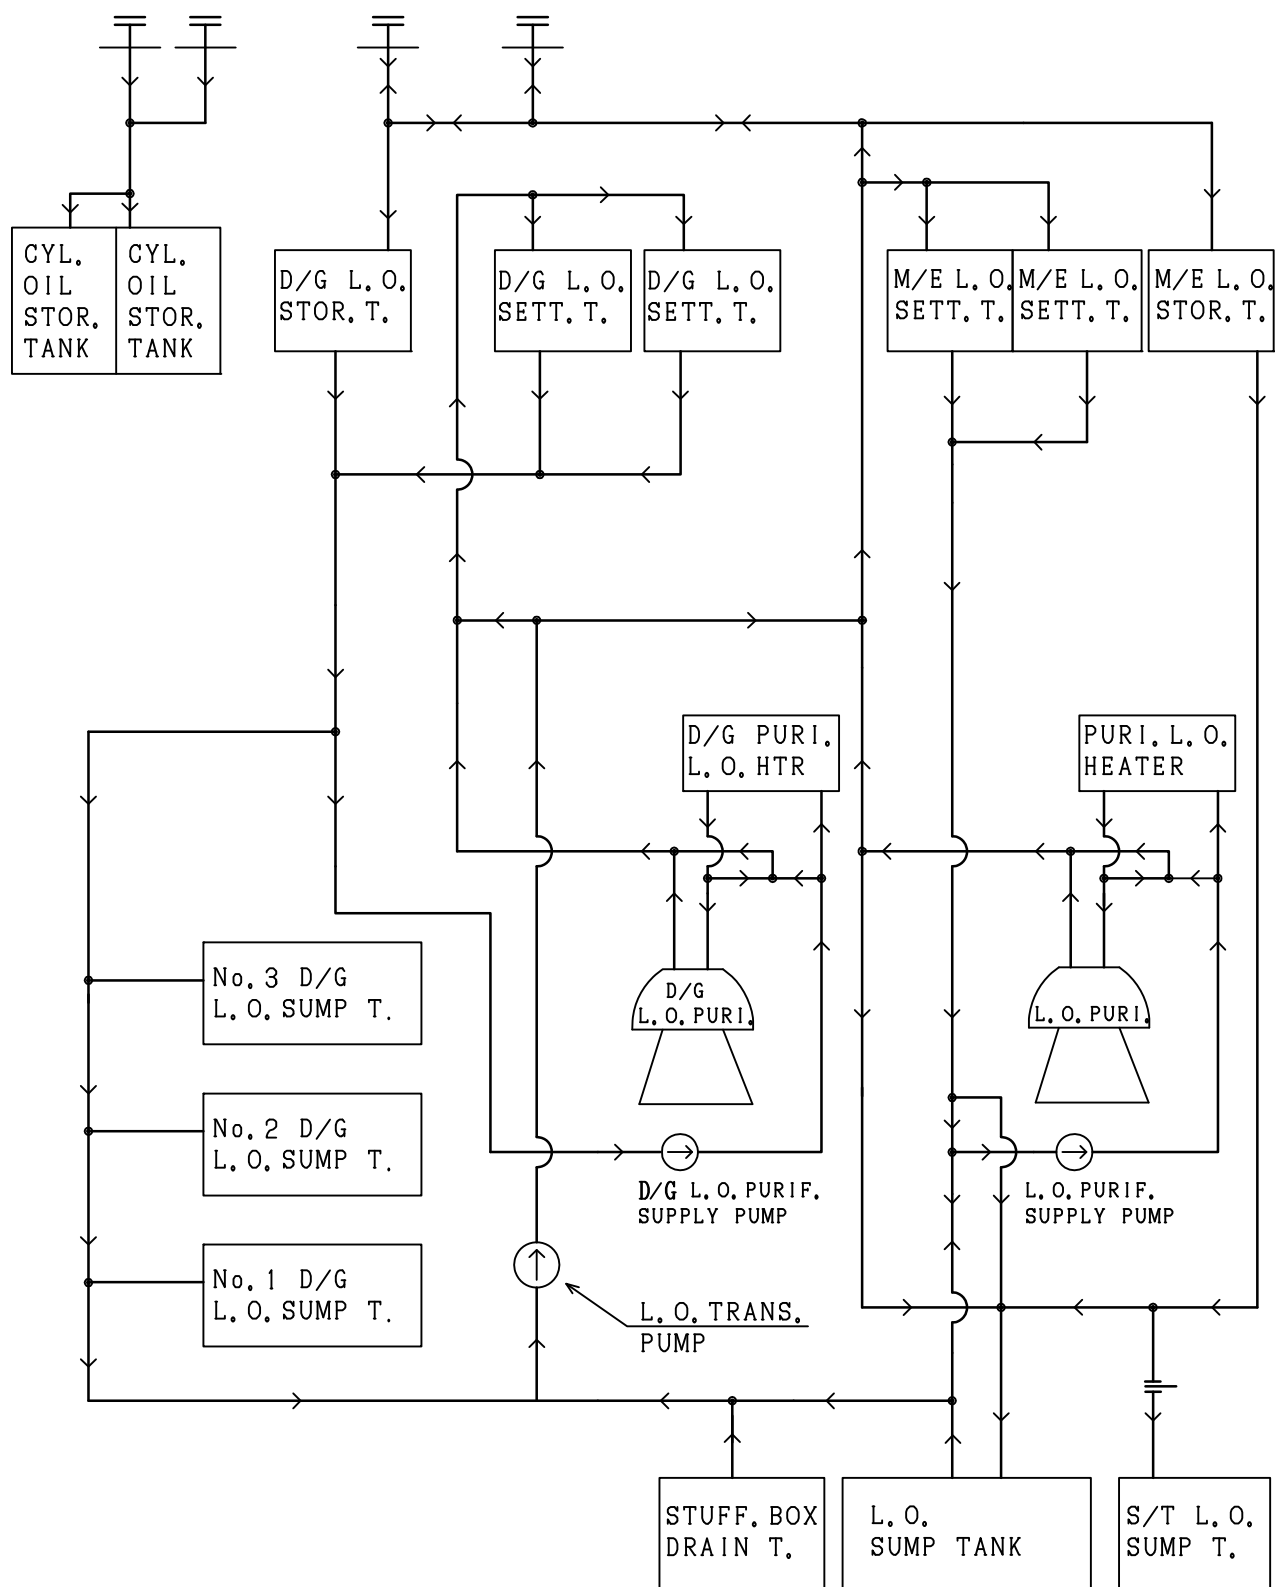 CYL.
OIL
STOR.
TANK
CYL.
OIL
STOR.
TANK
D/G L.O.
STOR.T.
D/G L.O.
SETT.T.
D/G L.O.
SETT.T.
M/E L.O.
SETT.T.
M/E L.O.
SETT.T.
M/E L.O.
STOR.T.
D/G PURI.
L.O.HTR
PURI.L.O.
HEATER
No.3 D/G
L.O.SUMP T.
D/G
L.O.PURI.
L.O.PURI.
No.2 D/G
L.O.SUMP T.
D/G L.O.PURIF.
SUPPLY PUMP
L.O.PURIF.
SUPPLY PUMP
No.1 D/G
L.O.SUMP T.
L.O.TRANS.
PUMP
STUFF.BOX
DRAIN T.
L.O.
SUMP TANK
S/T L.O.
SUMP T.